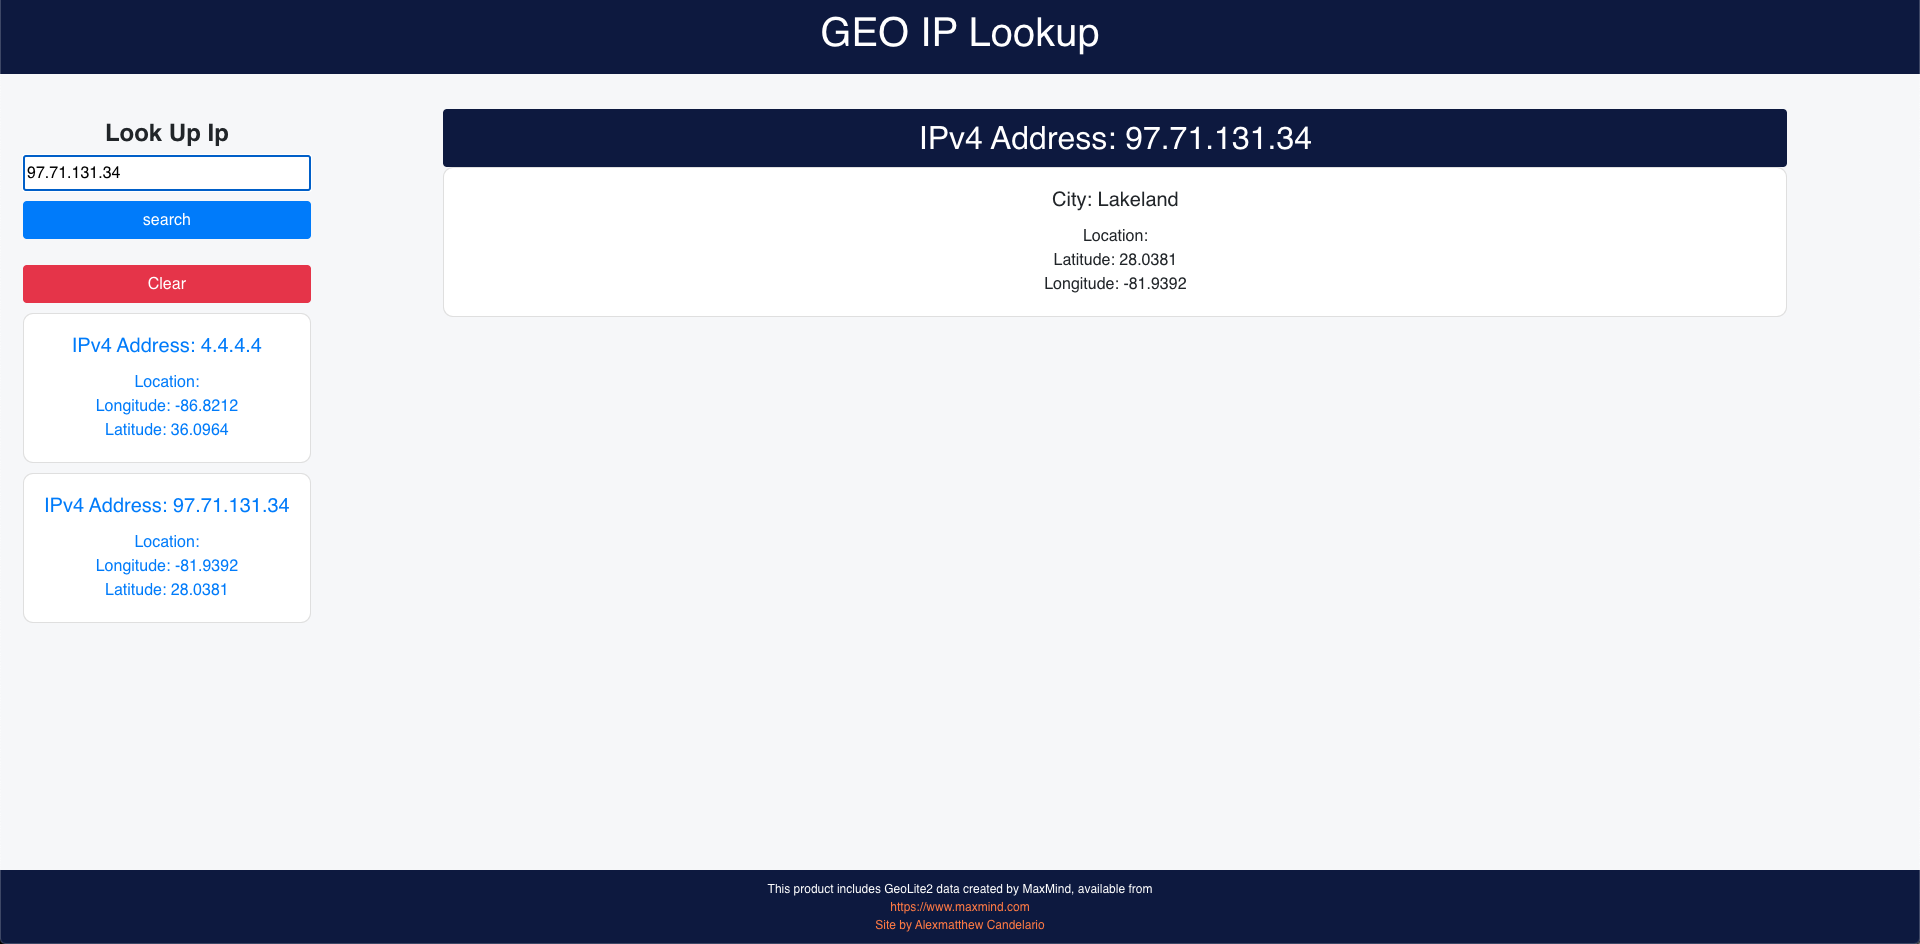 GEO IP Lookup
Look Up Ip
97.71.131.34
search
Clear
IPv4 Address: 4.4.4.4
Location:
Longitude: -86.8212
Latitude: 36.0964
IPv4 Address: 97.71.131.34
Location:
Longitude: -81.9392
Latitude: 28.0381
IPv4 Address: 97.71.131.34
City: Lakeland
Location:
Latitude: 28.0381
Longitude: -81.9392
This product includes GeoLite2 data created by MaxMind, available from
https://www.maxmind.com
Site by Alexmatthew Candelario